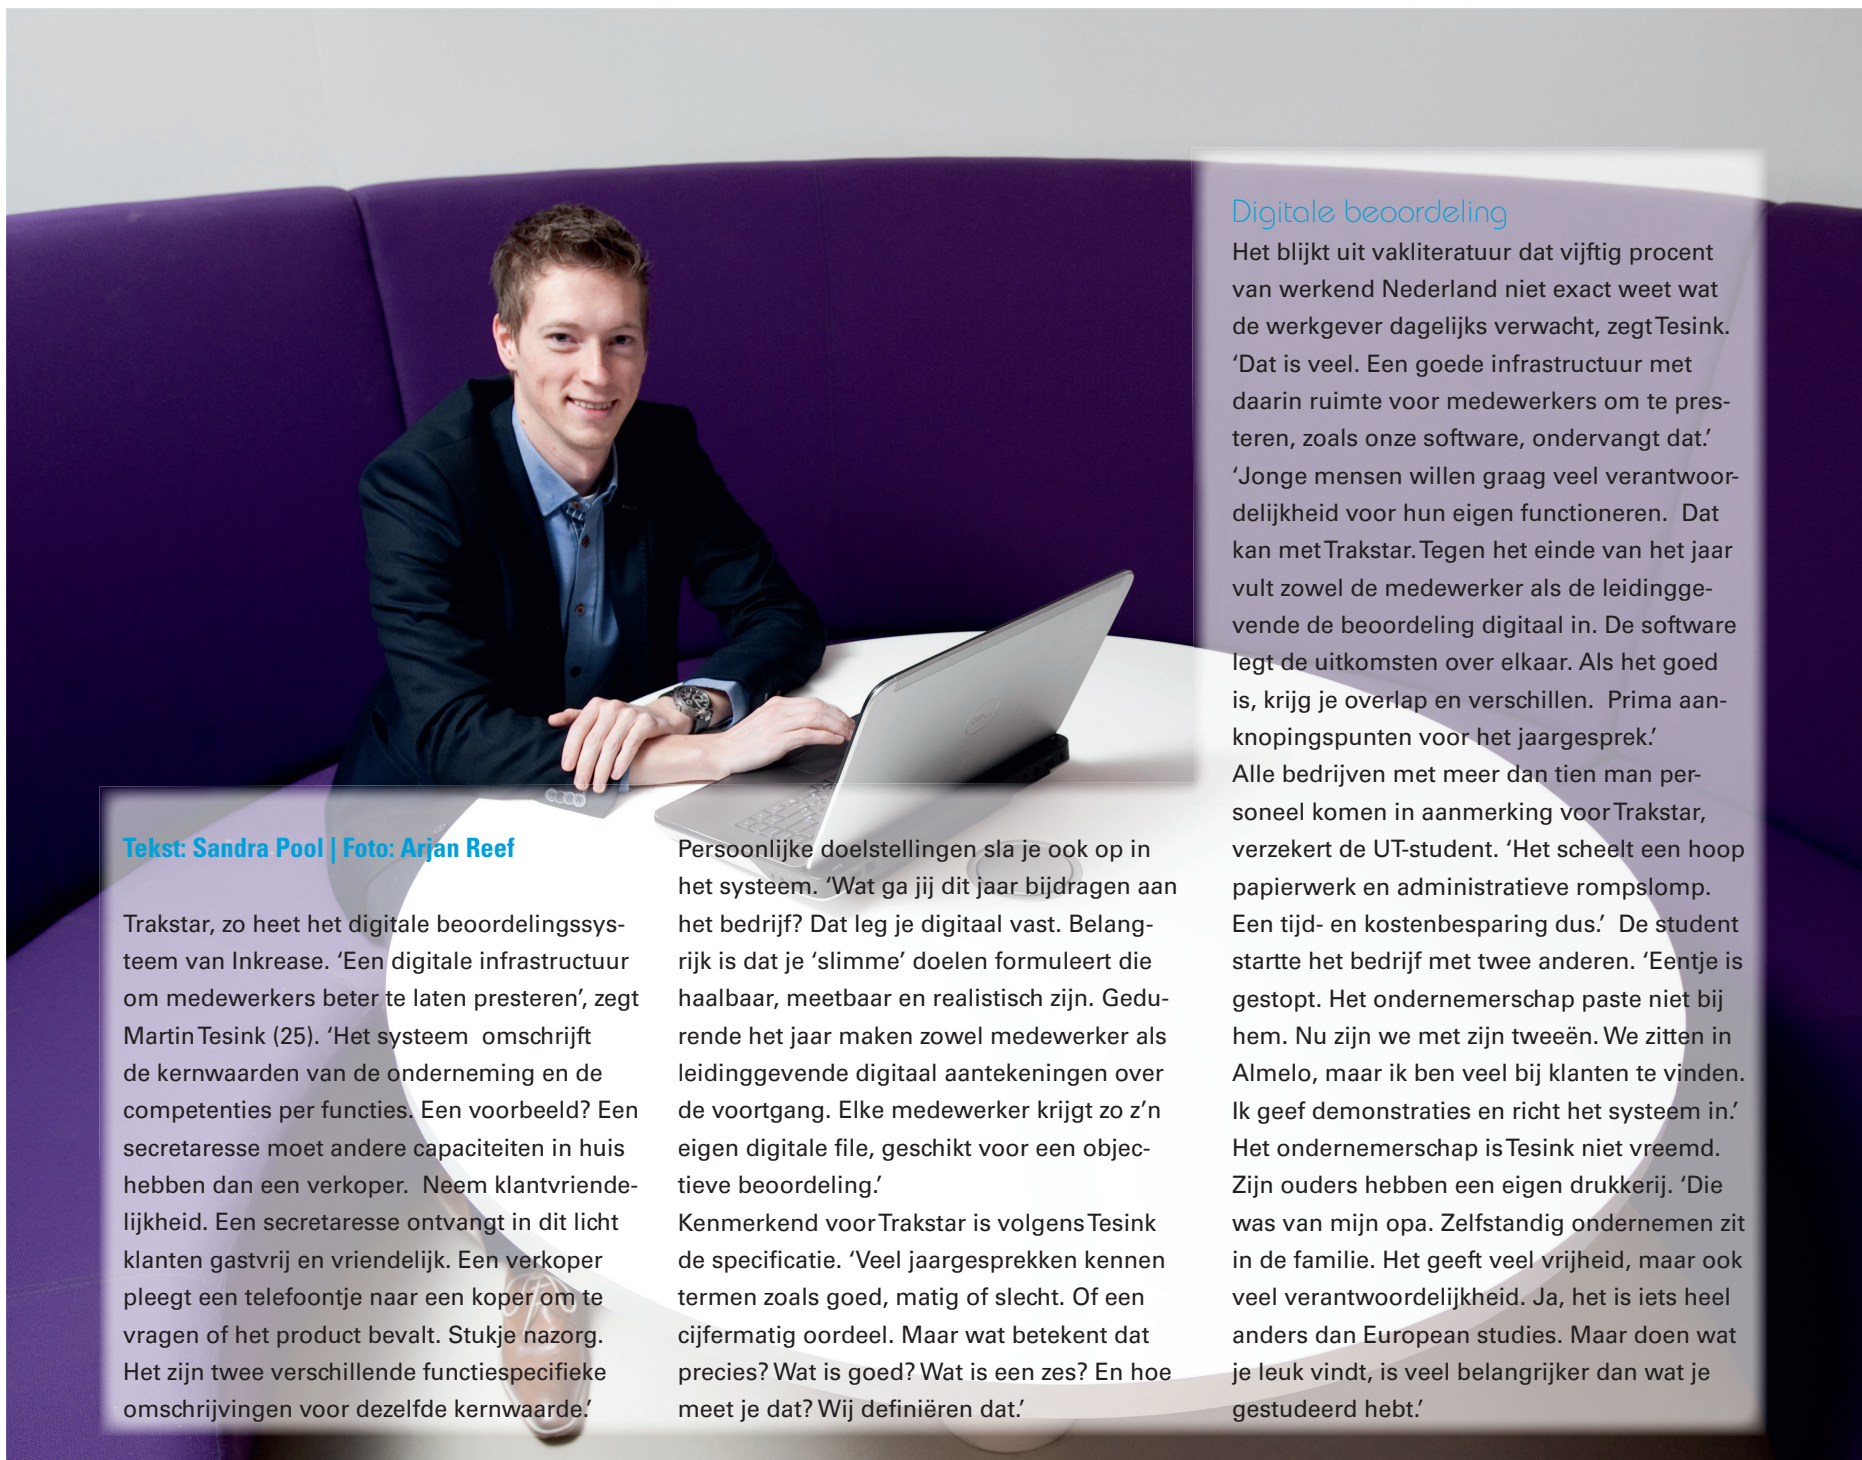 Tekst: Sandra Pool | Foto: Arjan Reef
Trakstar, zo heet het digitale beoordelingssys-
teem van Inkrease. ‘Een digitale infrastructuur
om medewerkers beter te laten presteren’, zegt
Martin Tesink (25). ‘Het systeem omschrijft
de kernwaarden van de onderneming en de
competenties per functies. Een voorbeeld? Een
secretaresse moet andere capaciteiten in huis
hebben dan een verkoper. Neem klantvriende-
lijkheid. Een secretaresse ontvangt in dit licht
klanten gastvrij en vriendelijk. Een verkoper
pleegt een telefoontje naar een koper om te
vragen of het product bevalt. Stukje nazorg.
Het zijn twee verschillende functiespecifieke
omschrijvingen voor dezelfde kernwaarde.’
Persoonlijke doelstellingen sla je ook op in
het systeem. ‘Wat ga jij dit jaar bijdragen aan
het bedrijf? Dat leg je digitaal vast. Belang-
rijk is dat je ‘slimme’ doelen formuleert die
haalbaar, meetbaar en realistisch zijn. Gedu-
rende het jaar maken zowel medewerker als
leidinggevende digitaal aantekeningen over
de voortgang. Elke medewerker krijgt zo z’n
eigen digitale file, geschikt voor een objec-
tieve beoordeling.’
Kenmerkend voor Trakstar is volgens Tesink
de specificatie. ‘Veel jaargesprekken kennen
termen zoals goed, matig of slecht. Of een
cijfermatig oordeel. Maar wat betekent dat
precies? Wat is goed? Wat is een zes? En hoe
meet je dat? Wij definiëren dat.’
Digitale beoordeling
Het blijkt uit vakliteratuur dat vijftig procent
van werkend Nederland niet exact weet wat
de werkgever dagelijks verwacht, zegt Tesink.
‘Dat is veel. Een goede infrastructuur met
daarin ruimte voor medewerkers om te pres-
teren, zoals onze software, ondervangt dat.’
‘Jonge mensen willen graag veel verantwoor-
delijkheid voor hun eigen functioneren. Dat
kan met Trakstar. Tegen het einde van het jaar
vult zowel de medewerker als de leidingge-
vende de beoordeling digitaal in. De software
legt de uitkomsten over elkaar. Als het goed
is, krijg je overlap en verschillen. Prima aan-
knopingspunten voor het jaargesprek.’
Alle bedrijven met meer dan tien man per-
soneel komen in aanmerking voor Trakstar,
verzekert de UT-student. ‘Het scheelt een hoop
papierwerk en administratieve rompslomp.
Een tijd- en kostenbesparing dus.’ De student
startte het bedrijf met twee anderen. ‘Eentje is
gestopt. Het ondernemerschap paste niet bij
hem. Nu zijn we met zijn tweeën. We zitten in
Almelo, maar ik ben veel bij klanten te vinden.
Ik geef demonstraties en richt het systeem in.’
Het ondernemerschap is Tesink niet vreemd.
Zijn ouders hebben een eigen drukkerij. ‘Die
was van mijn opa. Zelfstandig ondernemen zit
in de familie. Het geeft veel vrijheid, maar ook
veel verantwoordelijkheid. Ja, het is iets heel
anders dan European studies. Maar doen wat
je leuk vindt, is veel belangrijker dan wat je
gestudeerd hebt.’
DELL